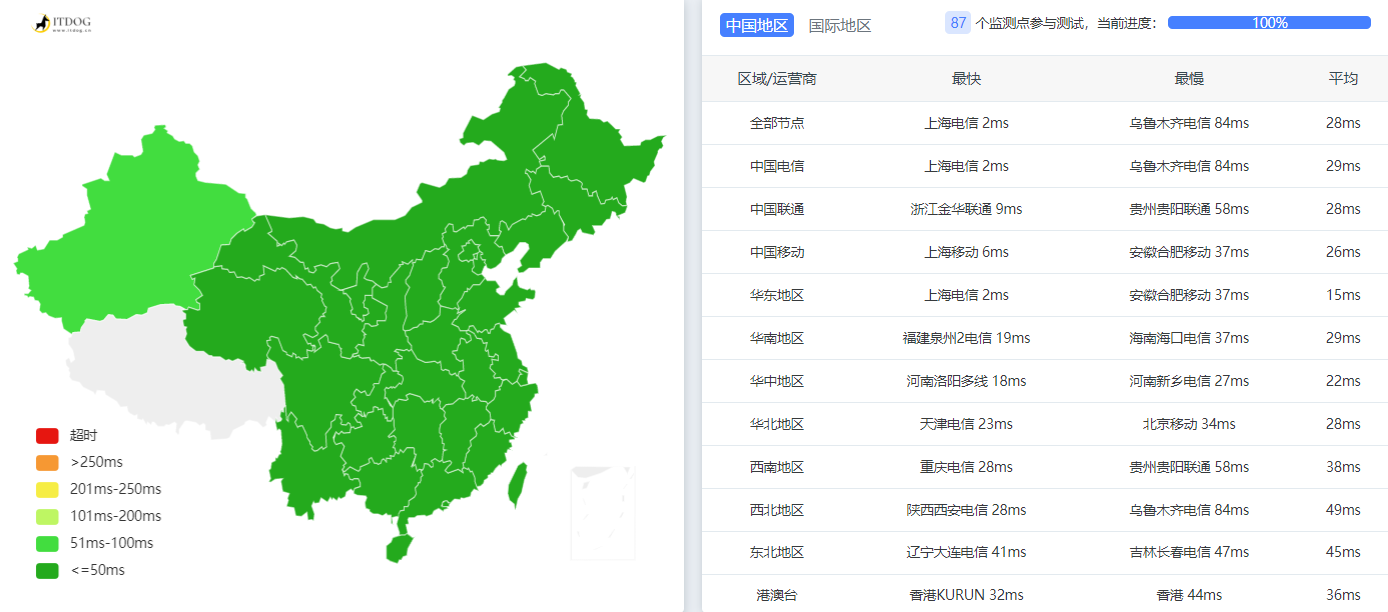 ITDOG
www.itdog.cn
超时
>250ms
201ms-250ms
101ms-200ms
51ms-100ms
<=50ms
中国地区 国际地区 87 个监测点参与测试，当前进度： 100%
区域/运营商 最快 最慢 平均
全部节点 上海电信 2ms 乌鲁木齐电信 84ms 28ms
中国电信 上海电信 2ms 乌鲁木齐电信 84ms 29ms
中国联通 浙江金华联通 9ms 贵州贵阳联通 58ms 28ms
中国移动 上海移动 6ms 安徽合肥移动 37ms 26ms
华东地区 上海电信 2ms 安徽合肥移动 37ms 15ms
华南地区 福建泉州2电信 19ms 海南海口电信 37ms 29ms
华中地区 河南洛阳多线 18ms 河南新乡电信 27ms 22ms
华北地区 天津电信 23ms 北京移动 34ms 28ms
西南地区 重庆电信 28ms 贵州贵阳联通 58ms 38ms
西北地区 陕西西安电信 28ms 乌鲁木齐电信 84ms 49ms
东北地区 辽宁大连电信 41ms 吉林长春电信 47ms 45ms
港澳台 香港KURUN 32ms 香港 44ms 36ms